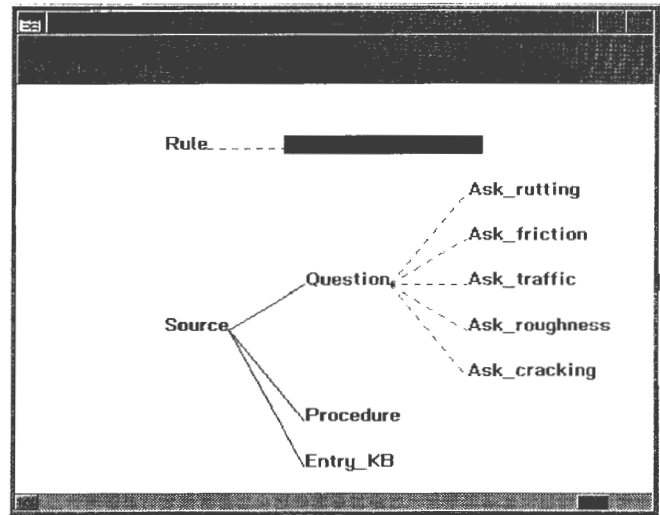 Rule
Ask_rutting
Ask_friction
Question
Ask_traffic
Source
Ask_roughness
Ask_cracking
Procedure
Entry_KB